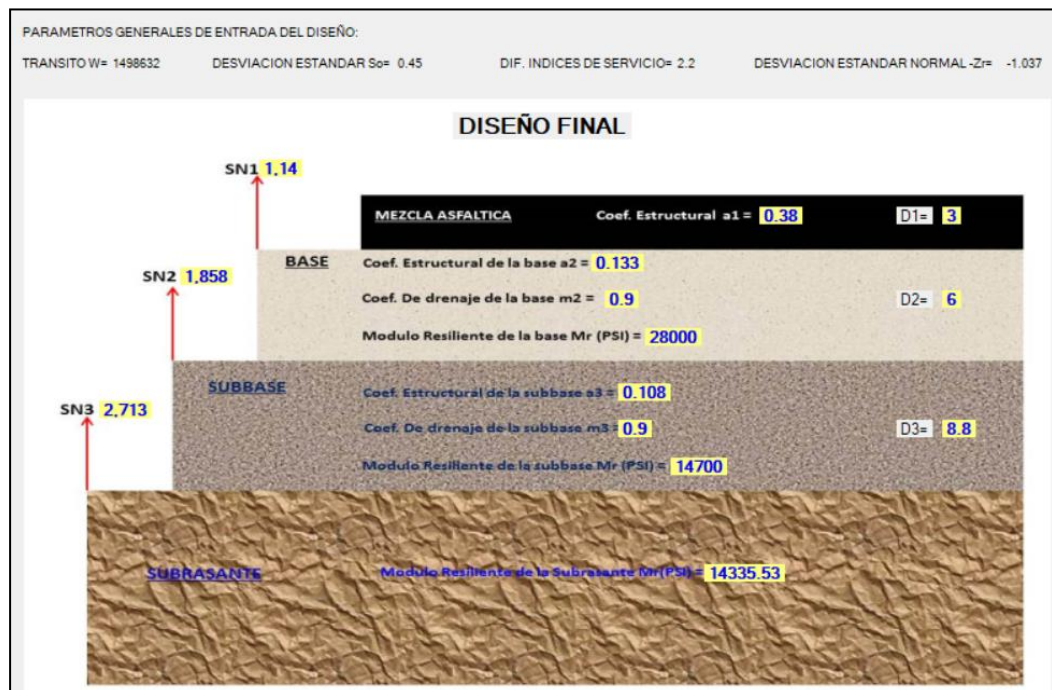 PARAMETROS GENERALES DE ENTRADA DEL DISEÑO:
TRANSITO W= 1498632 DESVIACION ESTANDAR So= 0.45 DIF. INDICES DE SERVICIO= 2.2 DESVIACION ESTANDAR NORMAL -Zr= -1.037
DISEÑO FINAL
SN1 1,14
MEZCLA ASFALTICA Coef. Estructural a1 = 0.38 D1= 3
BASE Coef. Estructural de la base a2 = 0.133
SN2 1,858
Coef. De drenaje de la base m2 = 0.9 D2= 6
Modulo Resiliente de la base Mr (PSI) = 28000
SUBBASE Coef. Estructural de la subbase a3 = 0.108
SN3 2,713
Coef. De drenaje de la subbase m3 = 0.9 D3= 8.8
Modulo Resiliente de la subbase Mr (PSI) = 14700
SUBRASANTE Modulo Resiliente de la Subrasante Mr(PSI) = 14335.53